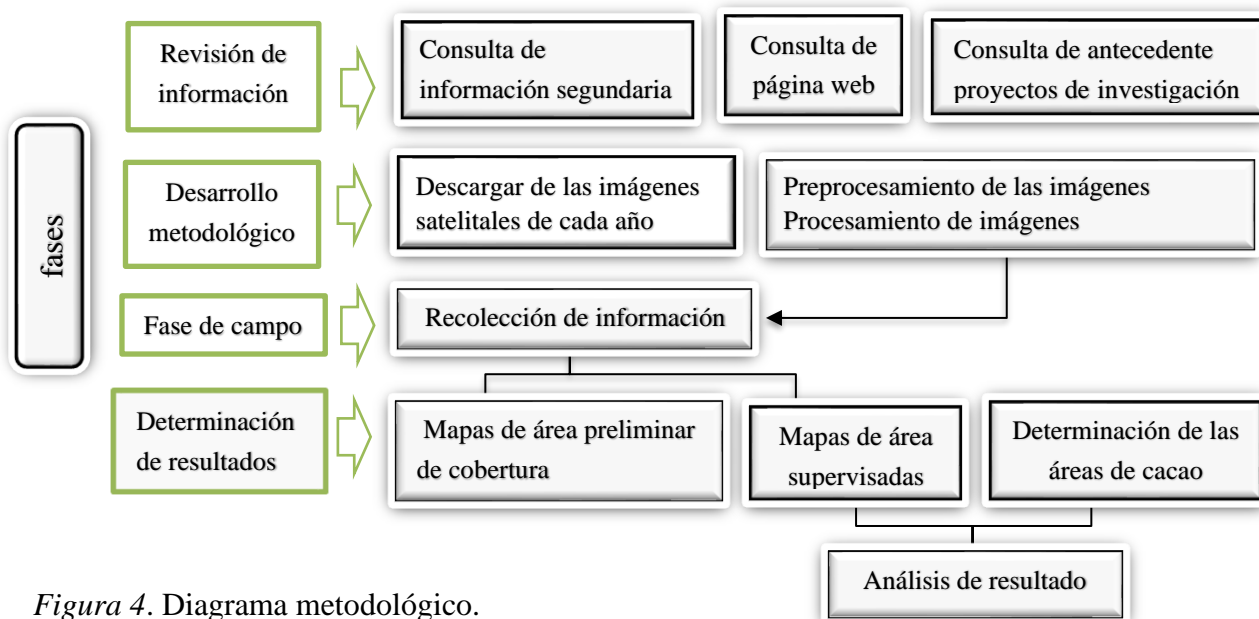 fases
Revisión de
información
Consulta de
información segundaria
Consulta de
página web
Consulta de antecedente
proyectos de investigación
Desarrollo
metodológico
Descargar de las imágenes
satelitales de cada año
Preprocesamiento de las imágenes
Procesamiento de imágenes
Fase de campo
Recolección de información
Determinación
de resultados
Mapas de área preliminar
de cobertura
Mapas de área
supervisadas
Determinación de las
áreas de cacao
Análisis de resultado
Figura 4. Diagrama metodológico.